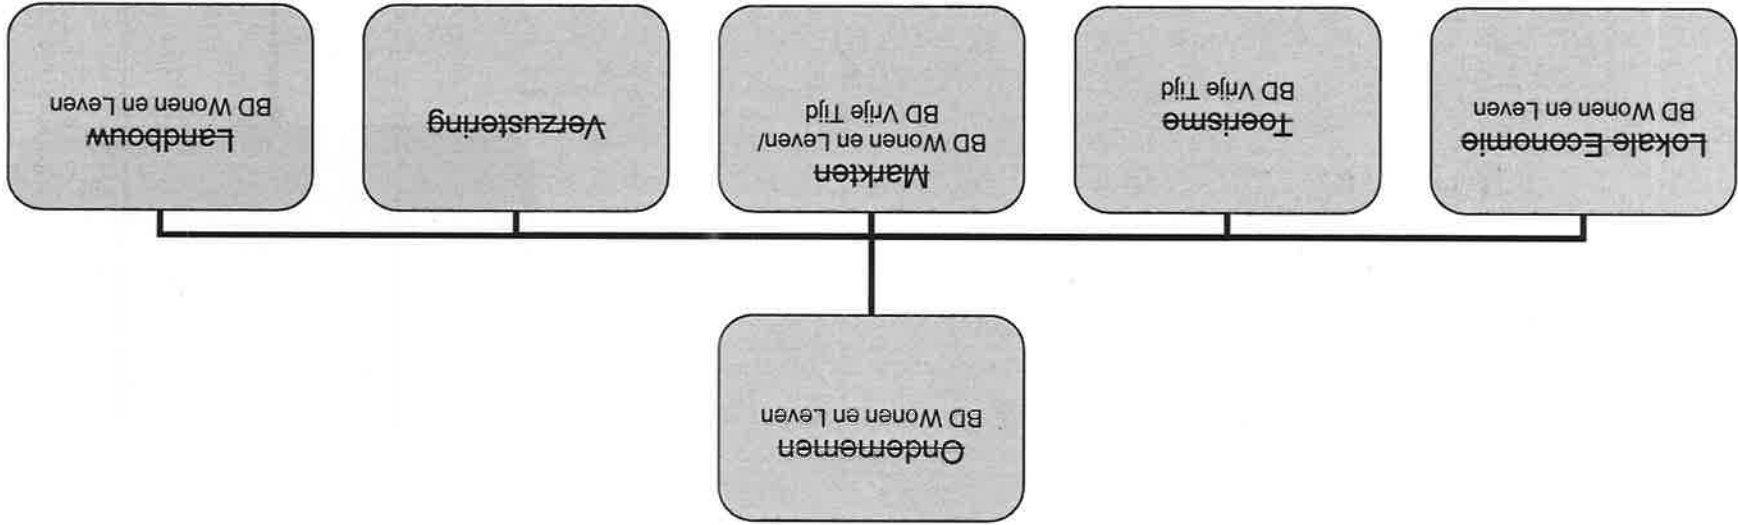 Ondernemen
BD Wonen en Leven
Lokale Economie
BD Wonen en Leven
Toerisme
BD Vrije Tijd
Markten
BD Wonen en Leven/
BD Vrije Tijd
Verzustering
Landbouw
BD Wonen en Leven